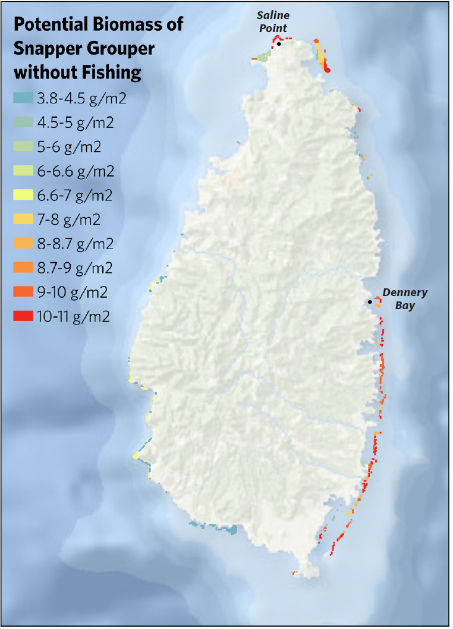 Potential Biomass of
Snapper Grouper
without Fishing
3.8-4.5 g/m2
4.5-5 g/m2
5-6 g/m2
6-6.6 g/m2
6.6-7 g/m2
7-8 g/m2
8-8.7 g/m2
8.7-9 g/m2
9-10 g/m2
10-11 g/m2
Saline
Point
Dennery
Bay